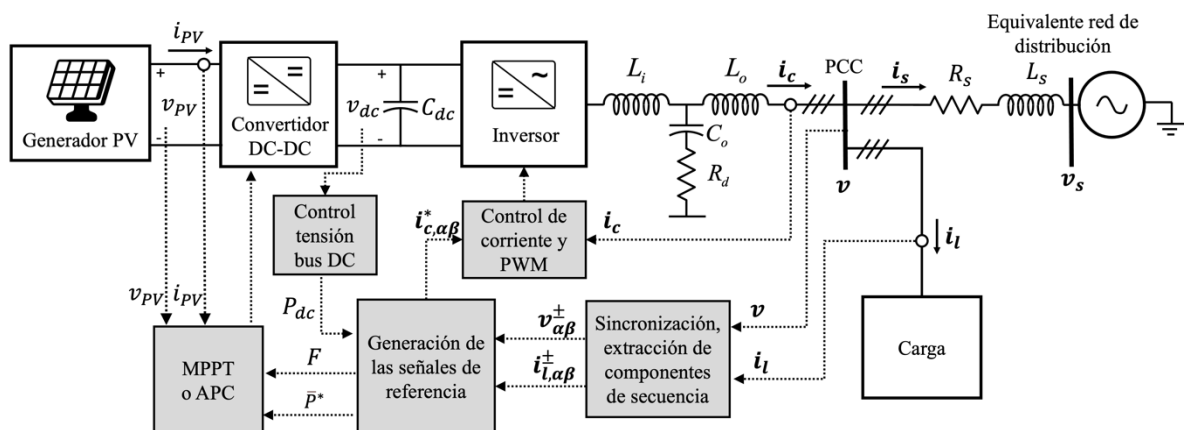 Equivalente red de
distribución
i_PV
L_i
L_o
i_c
PCC
i_s
R_s
L_s
+
v_PV
-
Generador PV
Convertidor
DC-DC
+
v_dc
-
C_dc
Inversor
C_o
R_d
v
v_s
Control
tensión
bus DC
i*_c,αβ
Control de
corriente y
PWM
i_c
i_l
v_PV
i_PV
P_dc
MPPT
o APC
F
P̄*
Generación de
las señales de
referencia
v^±_αβ
i^±_l,αβ
Sincronización,
extracción de
componentes
de secuencia
v
i_l
Carga